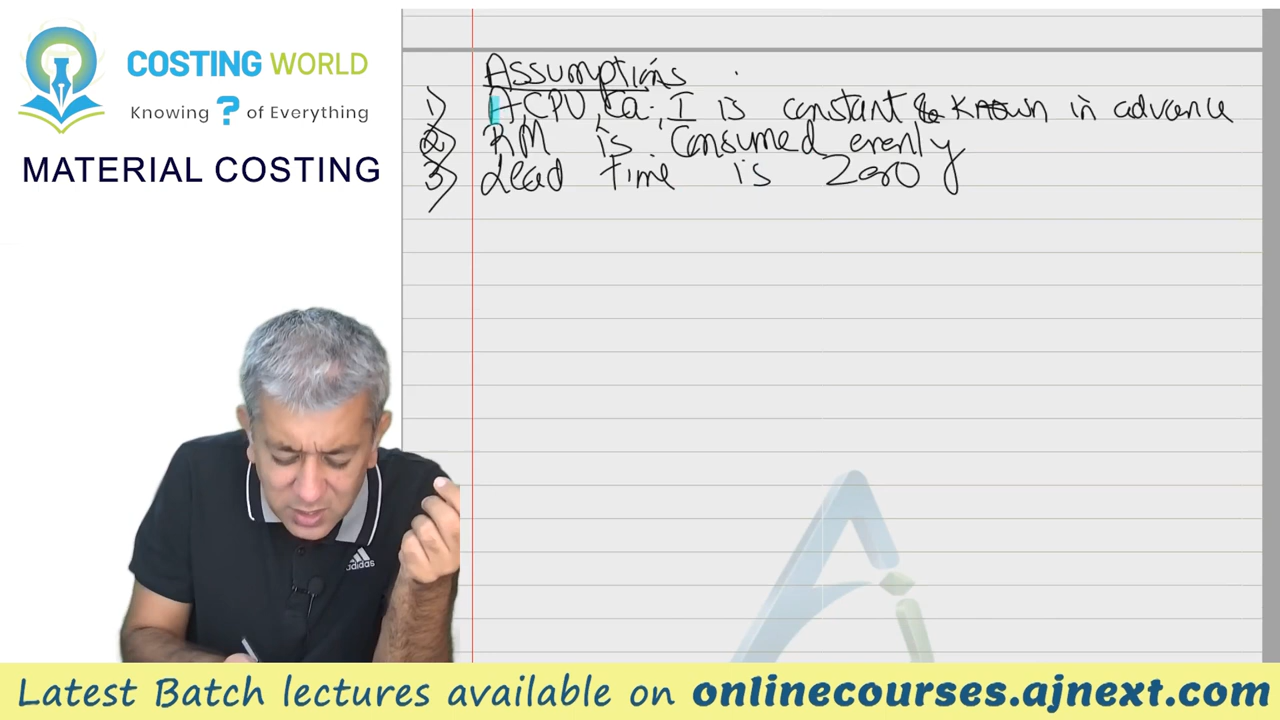 COSTING WORLD
Knowing ? of Everything
MATERIAL COSTING
Assumptions
1) A, CPU, Ca, I is constant & known in advance
2) RM is consumed evenly
3) Lead time is Zero
adidas
Latest Batch lectures available on onlinecourses.ajnext.com